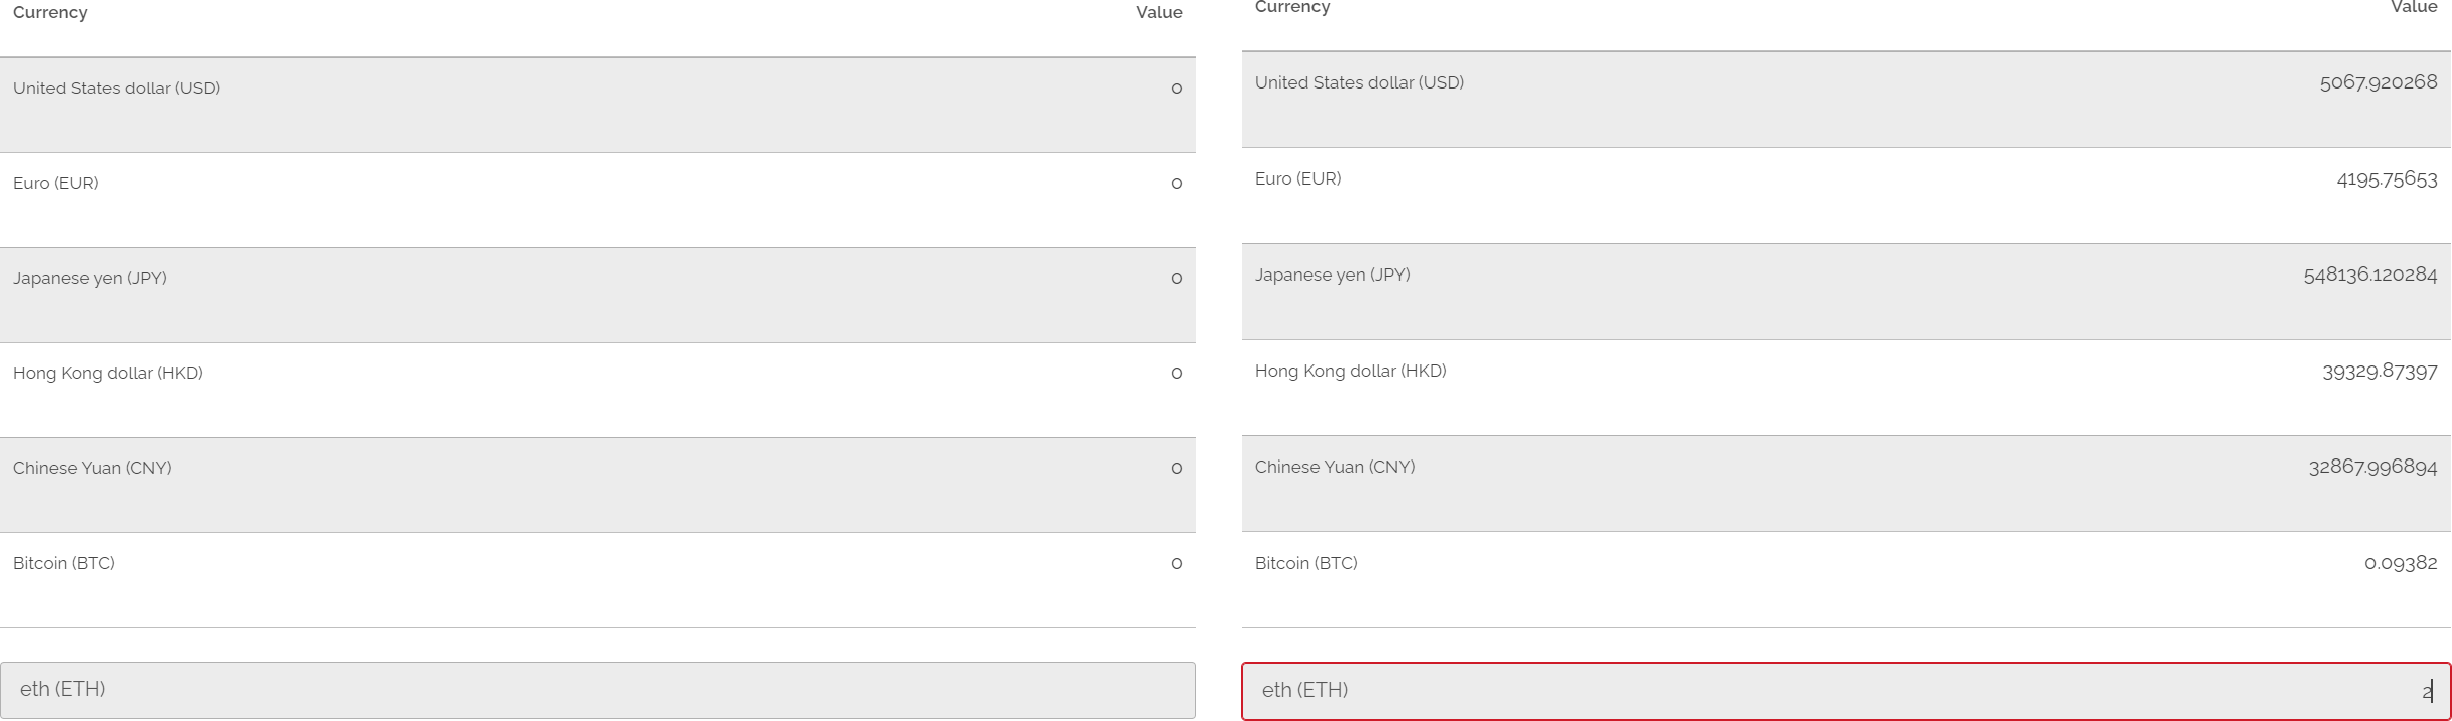 Currency Value
United States dollar (USD) 0
Euro (EUR) 0
Japanese yen (JPY) 0
Hong Kong dollar (HKD) 0
Chinese Yuan (CNY) 0
Bitcoin (BTC) 0
eth (ETH)
Currency Value
United States dollar (USD) 5067.920268
Euro (EUR) 4195.75653
Japanese yen (JPY) 548136.120284
Hong Kong dollar (HKD) 39329.87397
Chinese Yuan (CNY) 32867.996894
Bitcoin (BTC) 0.09382
eth (ETH) 2